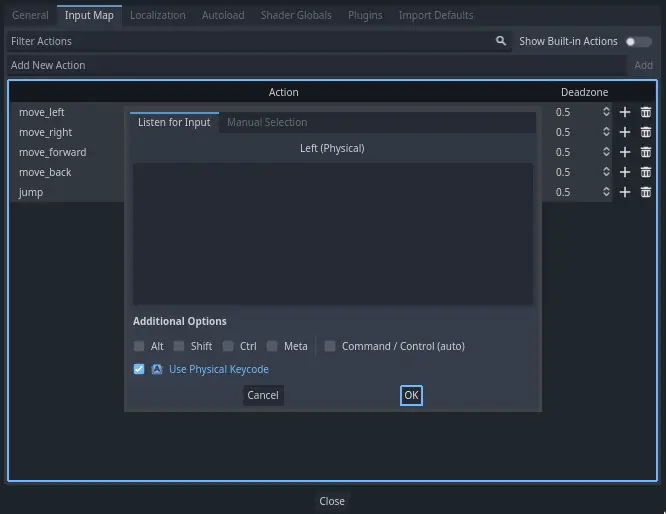 General Input Map Localization Autoload Shader Globals Plugins Import Defaults
Filter Actions Show Built-in Actions
Add New Action Add
Action Deadzone
move_left 0.5
Listen for Input Manual Selection
move_right 0.5
Left (Physical)
move_forward 0.5
move_back 0.5
jump 0.5
Additional Options
Alt Shift Ctrl Meta Command / Control (auto)
Use Physical Keycode
Cancel OK
Close